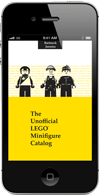 9:41 AM
The
Unofficial
LEGO®
Minifigure
Catalog